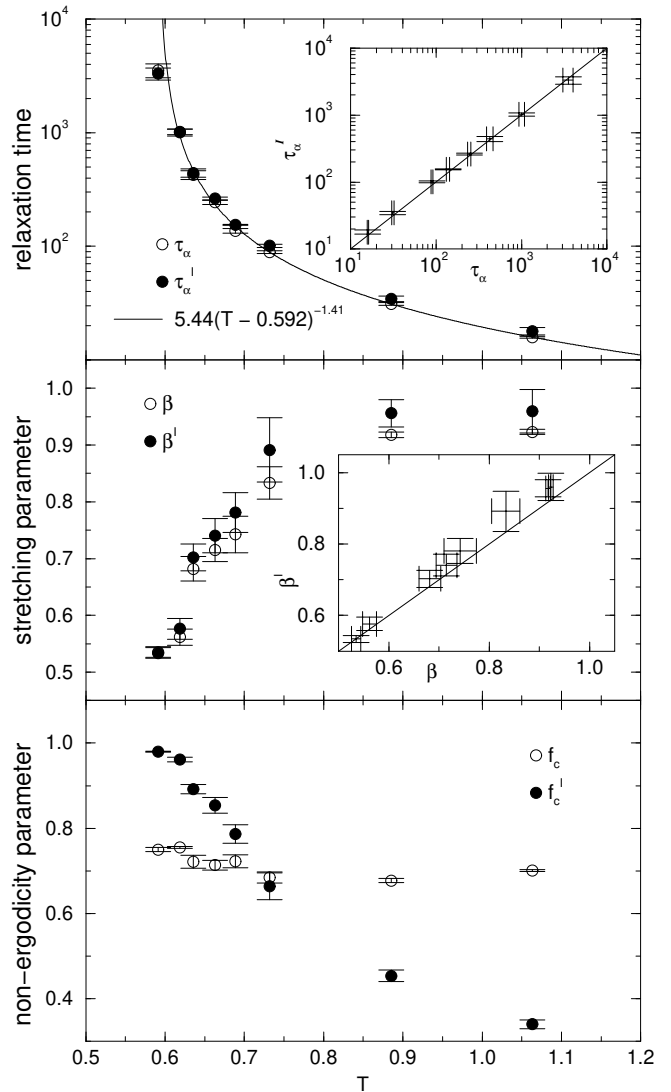 10^4
10^3
10^2
relaxation time
τ_α
τ_α^I
5.44(T − 0.592)^−1.41
10^4
10^3
10^2
10^1
τ_α^I
10^1 10^2 10^3 10^4
τ_α
1.0
0.9
0.8
0.7
0.6
0.5
stretching parameter
β
β^I
1.0
0.8
0.6
β^I
0.6 0.8 1.0
β
1.0
0.8
0.6
0.4
non−ergodicity parameter
f_c
f_c^I
0.5 0.6 0.7 0.8 0.9 1.0 1.1 1.2
T